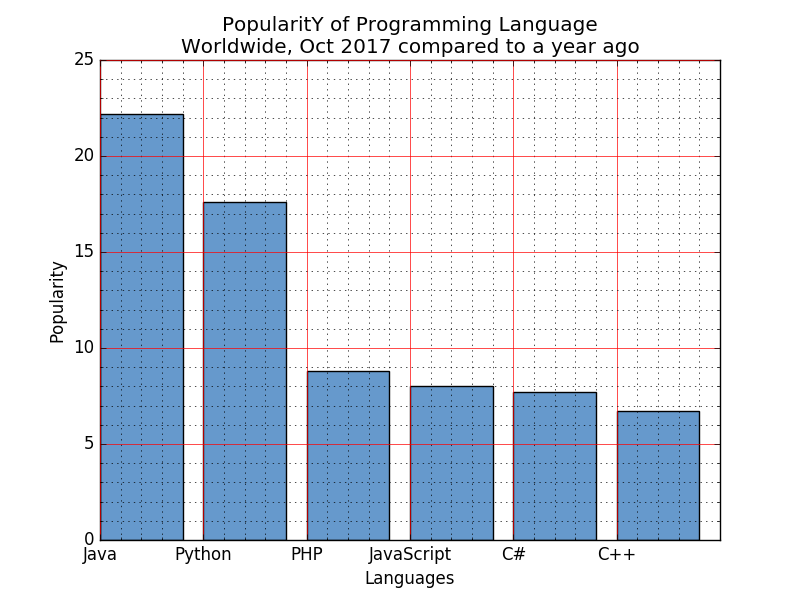 PopularitY of Programming Language
Worldwide, Oct 2017 compared to a year ago
25
20
15
10
5
0
Popularity
Java Python PHP JavaScript C# C++
Languages